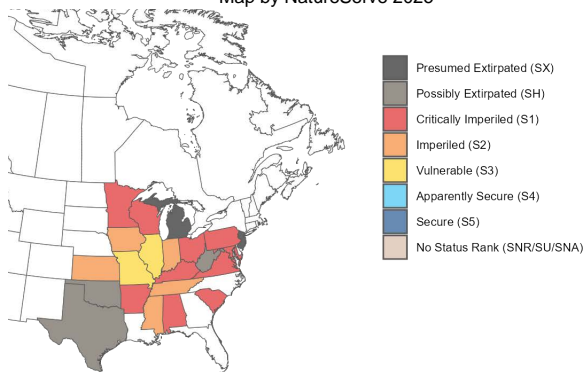 Map by NatureServe 2023
Presumed Extirpated (SX)
Possibly Extirpated (SH)
Critically Imperiled (S1)
Imperiled (S2)
Vulnerable (S3)
Apparently Secure (S4)
Secure (S5)
No Status Rank (SNR/SU/SNA)